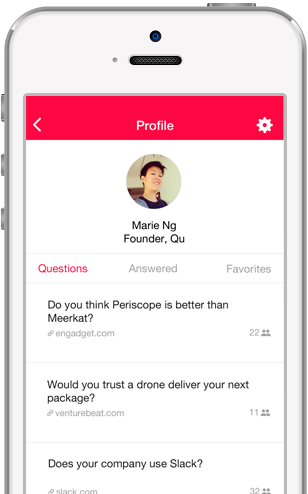 Profile
Marie Ng
Founder, Qu
Questions Answered Favorites
Do you think Periscope is better than
Meerkat?
engadget.com 22
Would you trust a drone deliver your next
package?
venturebeat.com 11
Does your company use Slack?
slack.com 32